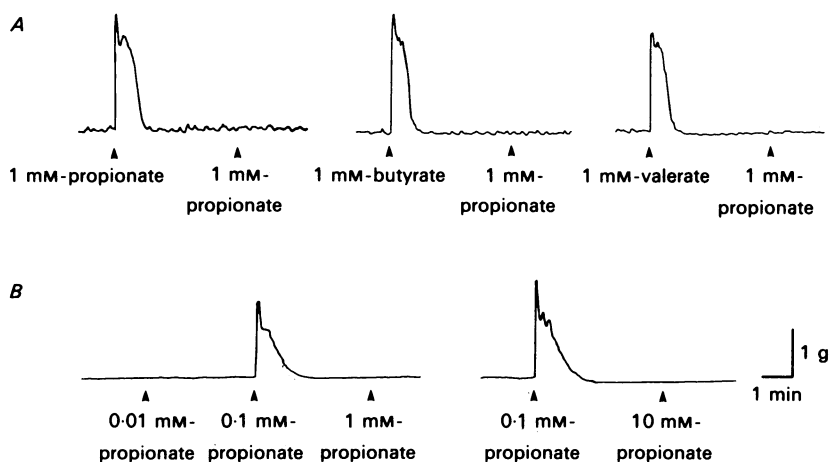 A
1 mM-propionate 1 mM-propionate 1 mM-butyrate 1 mM-propionate 1 mM-valerate 1 mM-propionate
B
1 g
1 min
0·01 mM-propionate 0·1 mM-propionate 1 mM-propionate 0·1 mM-propionate 10 mM-propionate